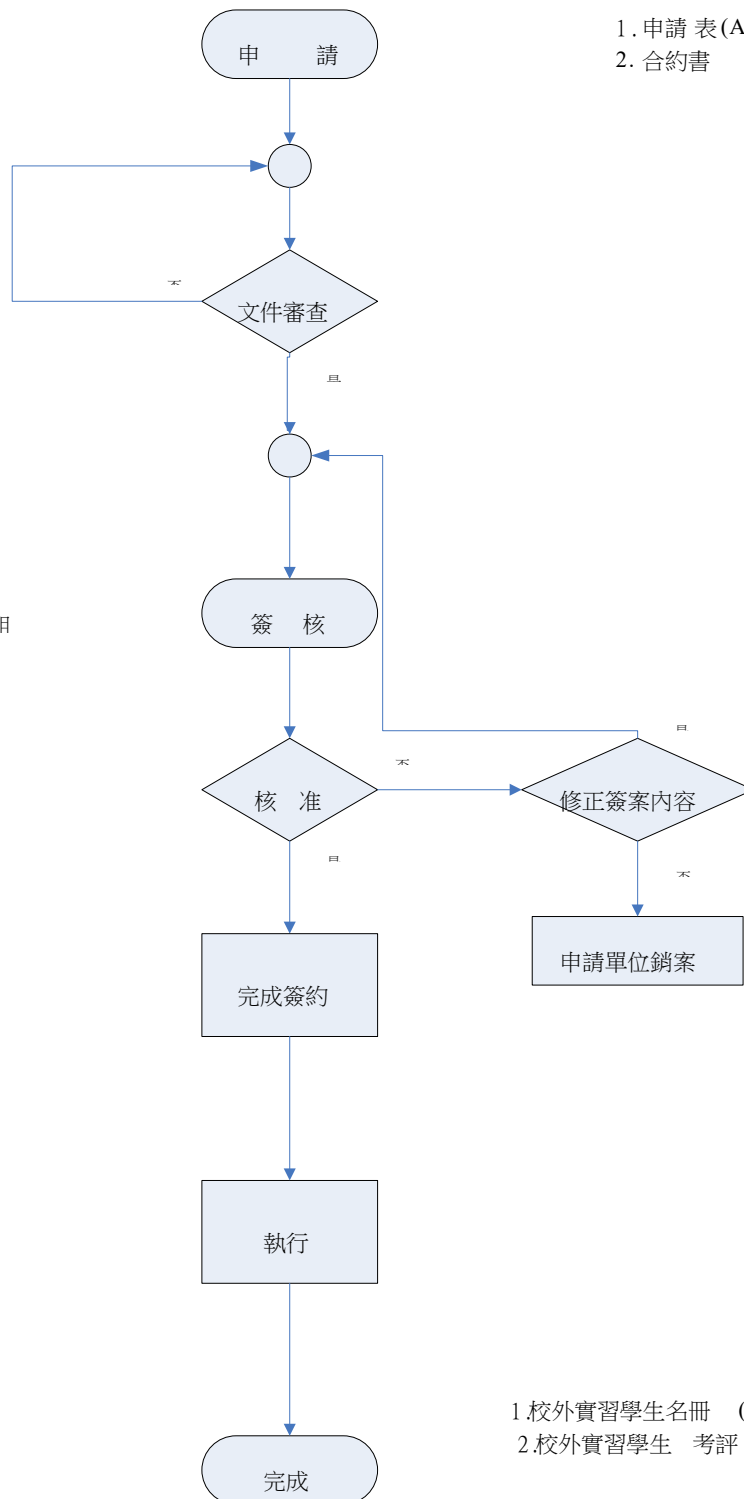 申 請
1.申請 表(A
2. 合約書
文件審查
簽 核
核 准
修正簽案內容
申請單位銷案
完成簽約
執行
1.校外實習學生名冊 (
2.校外實習學生 考評
完成